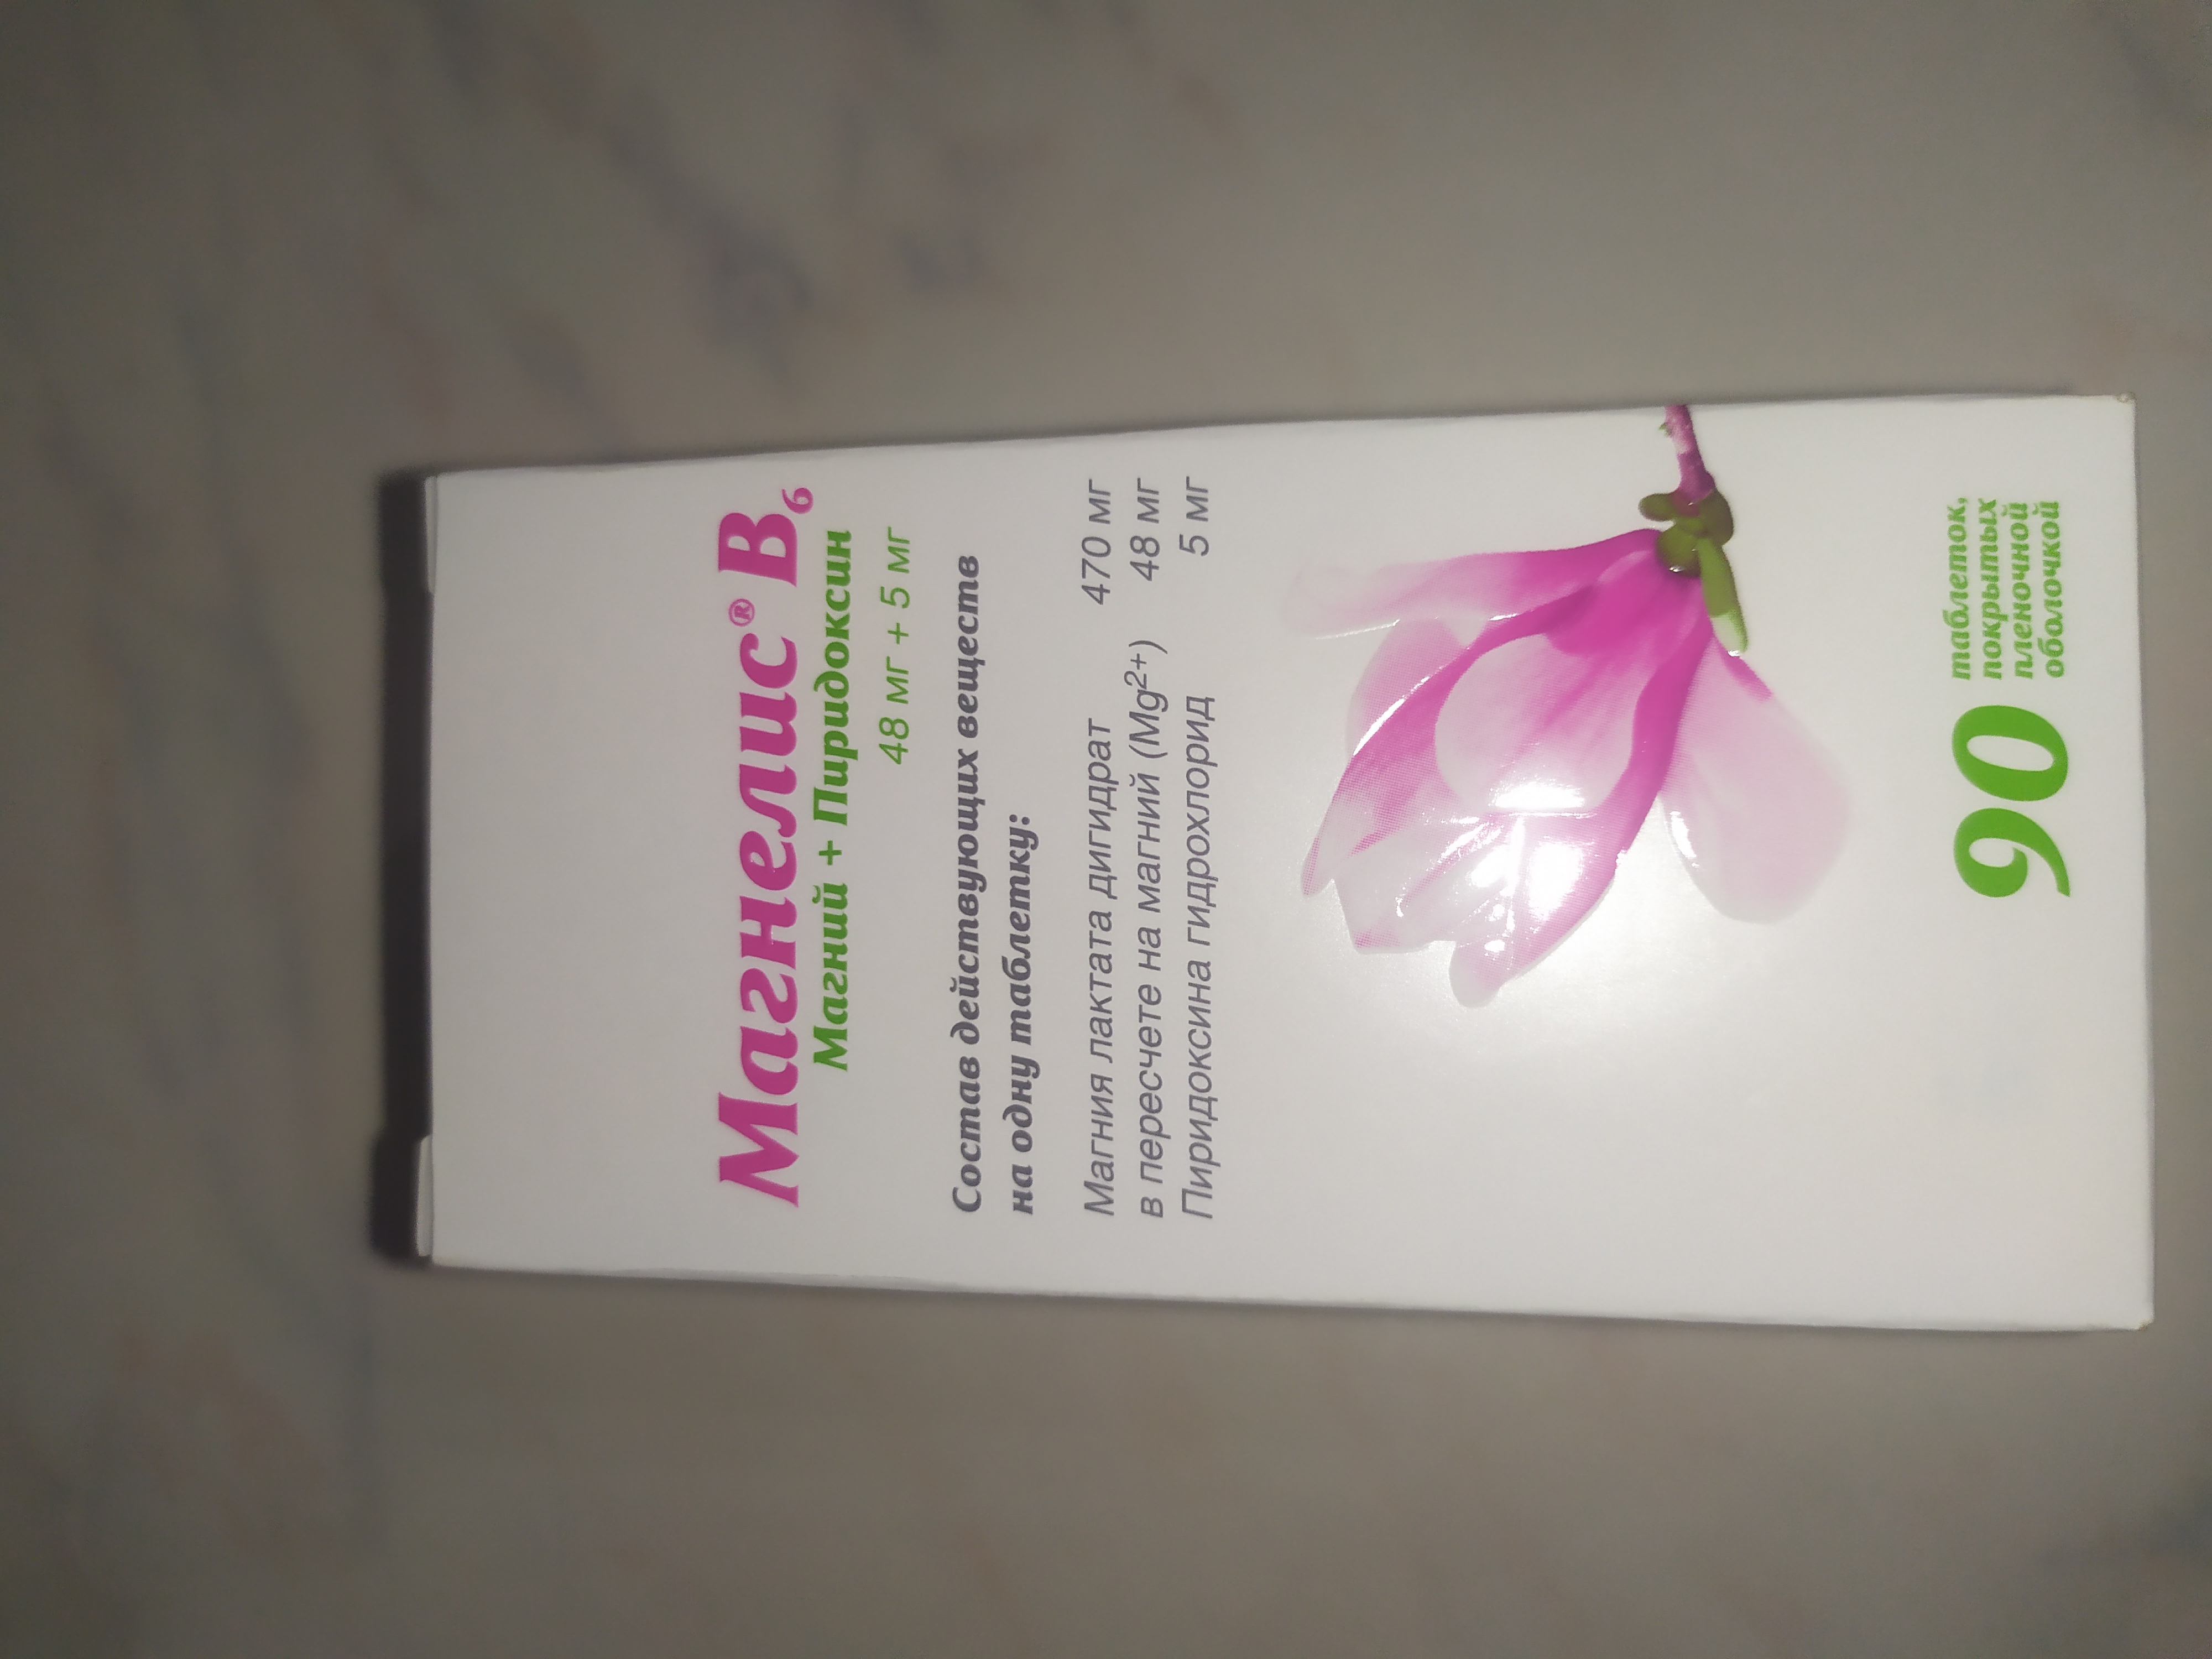 Магнелис® B₆
Магний + Пиридоксин
48 мг + 5 мг
Состав действующих веществ
на одну таблетку:
Магния лактата дигидрат 470 мг
в пересчете на магний (Mg²⁺) 48 мг
Пиридоксина гидрохлорид 5 мг
90
таблеток,
покрытых
пленочной
оболочкой